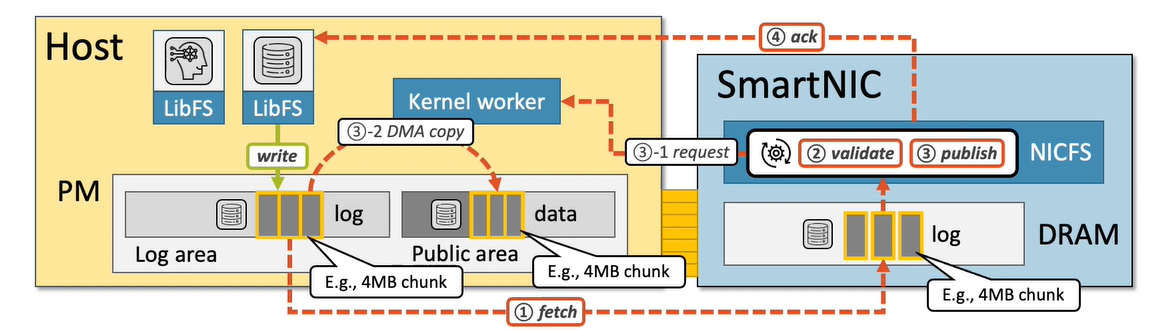 Host
LibFS
LibFS
Kernel worker
③-2 DMA copy
write
PM
log
data
Log area
Public area
E.g., 4MB chunk
E.g., 4MB chunk
① fetch
④ ack
SmartNIC
③-1 request
② validate
③ publish
NICFS
log
DRAM
E.g., 4MB chunk